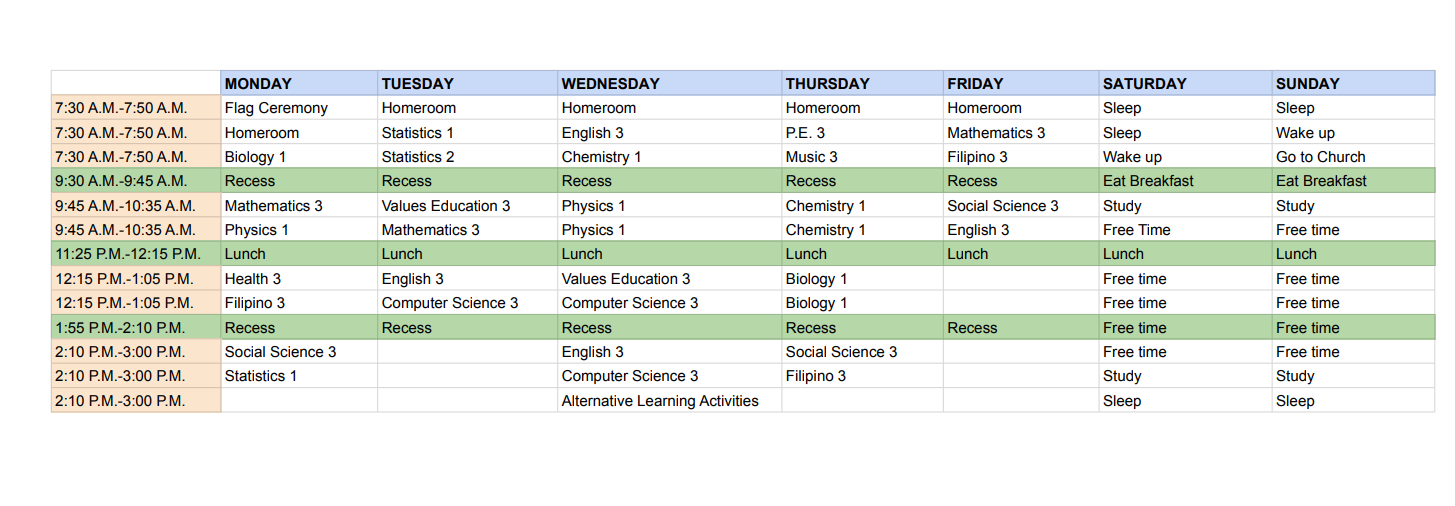 MONDAY TUESDAY WEDNESDAY THURSDAY FRIDAY SATURDAY SUNDAY
7:30 A.M.-7:50 A.M. Flag Ceremony Homeroom Homeroom Homeroom Homeroom Sleep Sleep
7:30 A.M.-7:50 A.M. Homeroom Statistics 1 English 3 P.E. 3 Mathematics 3 Sleep Wake up
7:30 A.M.-7:50 A.M. Biology 1 Statistics 2 Chemistry 1 Music 3 Filipino 3 Wake up Go to Church
9:30 A.M.-9:45 A.M. Recess Recess Recess Recess Recess Eat Breakfast Eat Breakfast
9:45 A.M.-10:35 A.M. Mathematics 3 Values Education 3 Physics 1 Chemistry 1 Social Science 3 Study Study
9:45 A.M.-10:35 A.M. Physics 1 Mathematics 3 Physics 1 Chemistry 1 English 3 Free Time Free time
11:25 P.M.-12:15 P.M. Lunch Lunch Lunch Lunch Lunch Lunch Lunch
12:15 P.M.-1:05 P.M. Health 3 English 3 Values Education 3 Biology 1 Free time Free time
12:15 P.M.-1:05 P.M. Filipino 3 Computer Science 3 Computer Science 3 Biology 1 Free time Free time
1:55 P.M.-2:10 P.M. Recess Recess Recess Recess Recess Free time Free time
2:10 P.M.-3:00 P.M. Social Science 3 English 3 Social Science 3 Free time Free time
2:10 P.M.-3:00 P.M. Statistics 1 Computer Science 3 Filipino 3 Study Study
2:10 P.M.-3:00 P.M. Alternative Learning Activities Sleep Sleep